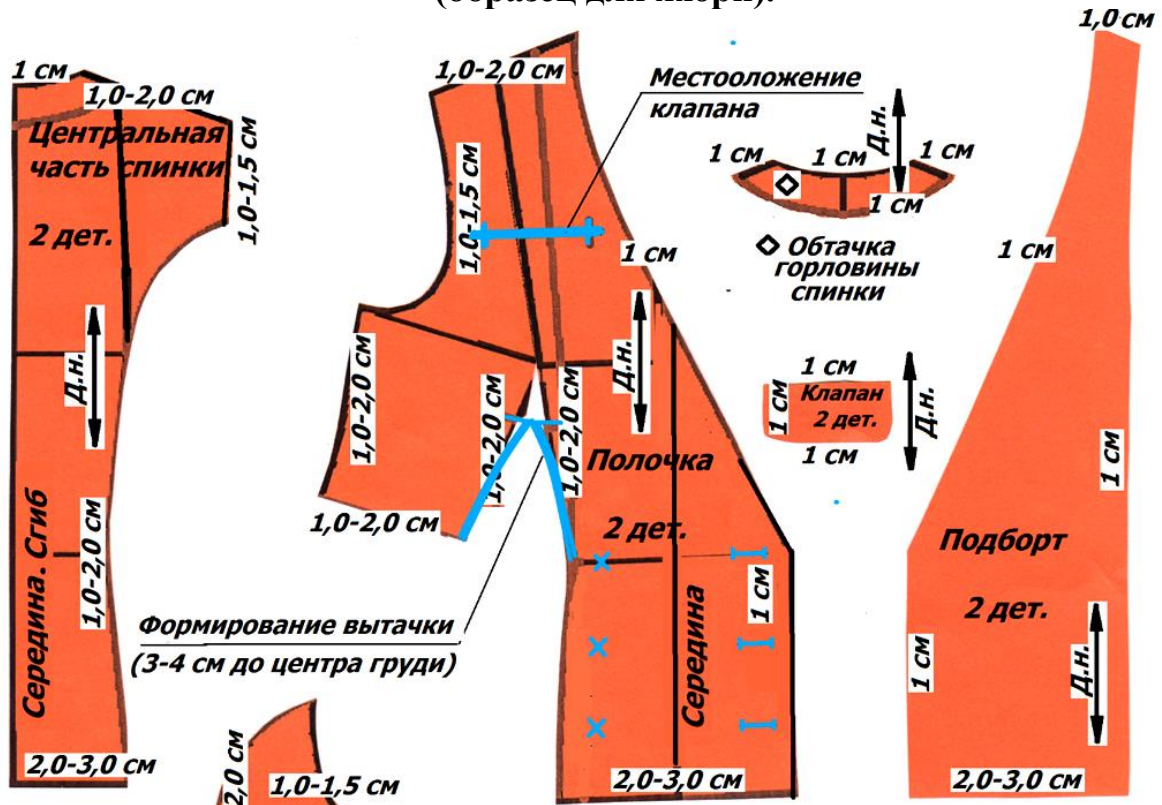 (образец для жюри).
1 см
1,0-2,0 см
Центральная
часть спинки
2 дет.
1,0-1,5 см
Д.н.
Середина. Сгиб
1,0-2,0 см
2,0-3,0 см
1,0-2,0 см
Местооложение
клапана
1,0-1,5 см
1 см
1,0-2,0 см
1,0-2,0 см
1,0-2,0 см
1,0-2,0 см
Д.н.
Полочка
2 дет.
Середина
1 см
2,0-3,0 см
Формирование вытачки
(3-4 см до центра груди)
2,0 см
1,0-1,5 см
1 см
1 см
1 см
1 см
Д.н.
Обтачка
горловины
спинки
1 см
1 см
Клапан
2 дет.
1 см
Д.н.
1,0 см
1 см
1 см
Подборт
2 дет.
1 см
Д.н.
2,0-3,0 см